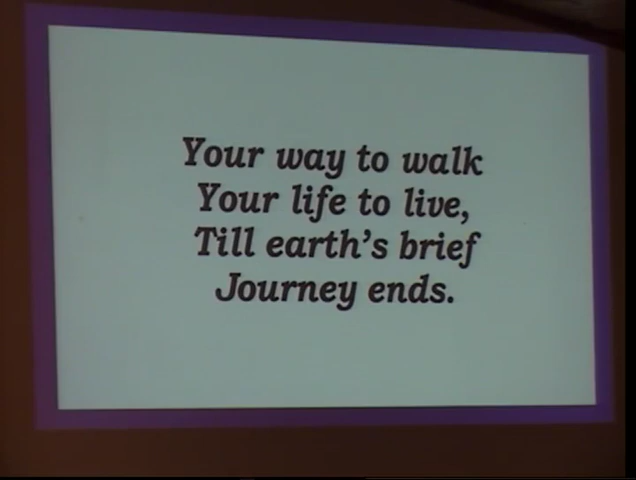 Your way to walk
Your life to live,
Till earth's brief
Journey ends.